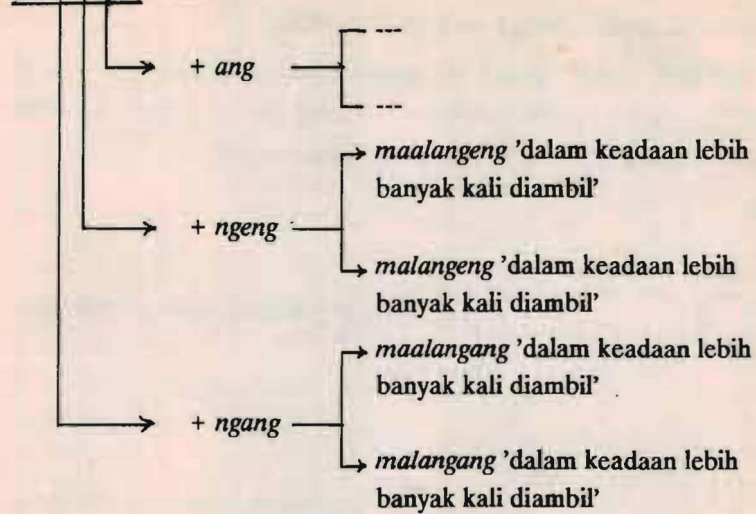 + ang
---
---
maalangeng 'dalam keadaan lebih
banyak kali diambil'
+ ngeng
malangeng 'dalam keadaan lebih
banyak kali diambil'
maalangang 'dalam keadaan lebih
banyak kali diambil'
+ ngang
malangang 'dalam keadaan lebih
banyak kali diambil'